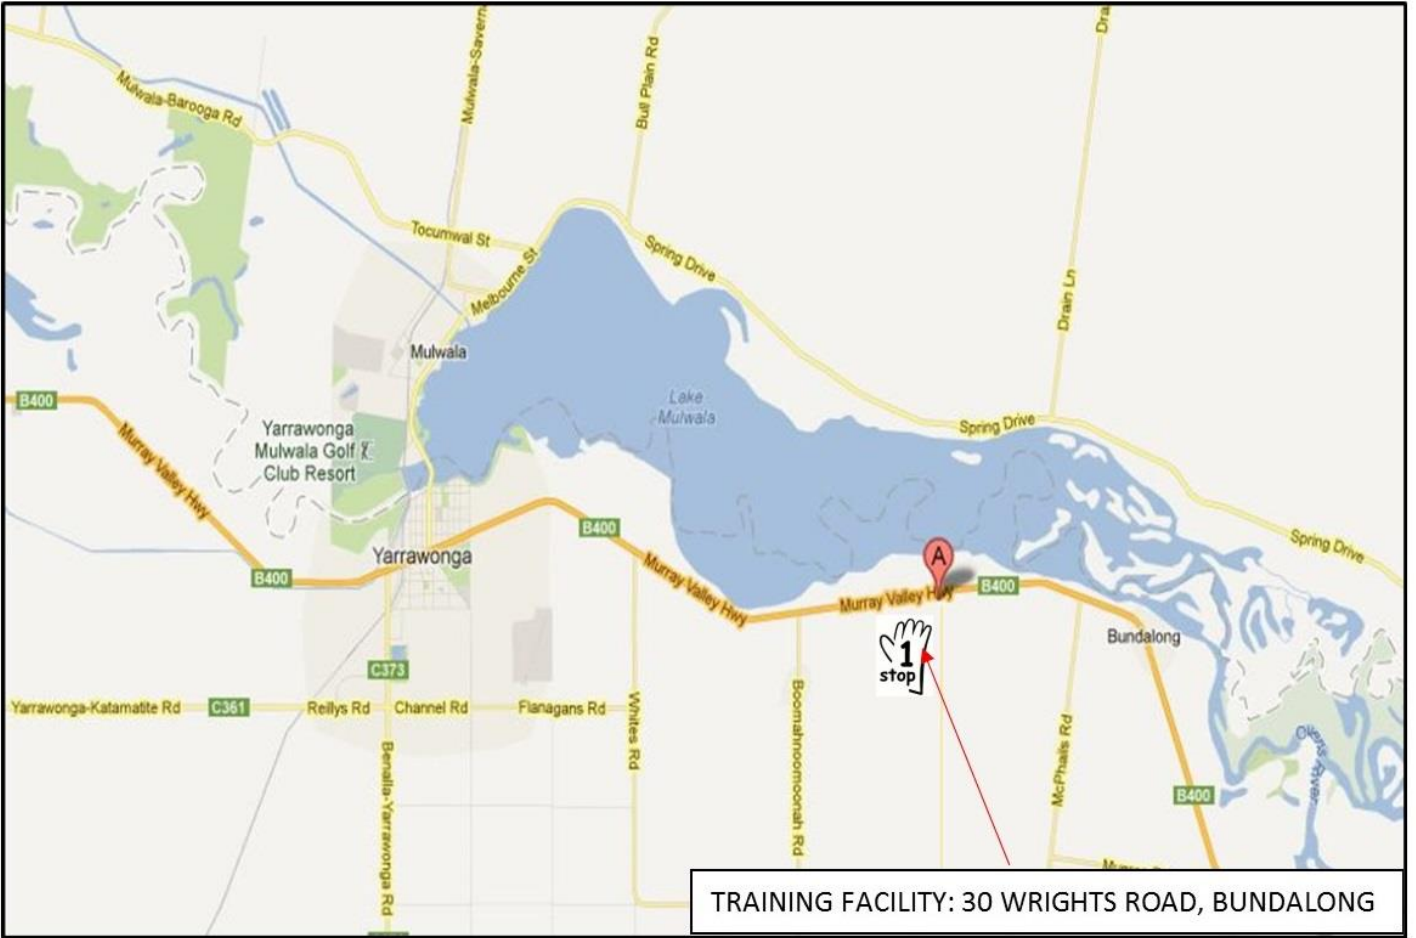 Mulwala-Barooga Rd
Mulwala-Savern
Bull Plain Rd
Dra
Tocumwal St
Melbourne St
Spring Drive
Drain Ln
Mulwala
Lake
Mulwala
B400
Spring Drive
Yarrawonga
Mulwala Golf
Club Resort
Murray Valley Hwy
B400
Spring Drive
Yarrawonga
A
B400
Murray Valley Hwy
B400
Murray Valley Hwy
Bundalong
1
stop
C373
Yarrawonga-Katamatite Rd
C361
Reillys Rd
Channel Rd
Flanagans Rd
Whites Rd
Boomahnoomoonah Rd
McPhails Rd
Ovens River
B400
Benalla-Yarrawonga Rd
TRAINING FACILITY: 30 WRIGHTS ROAD, BUNDALONG